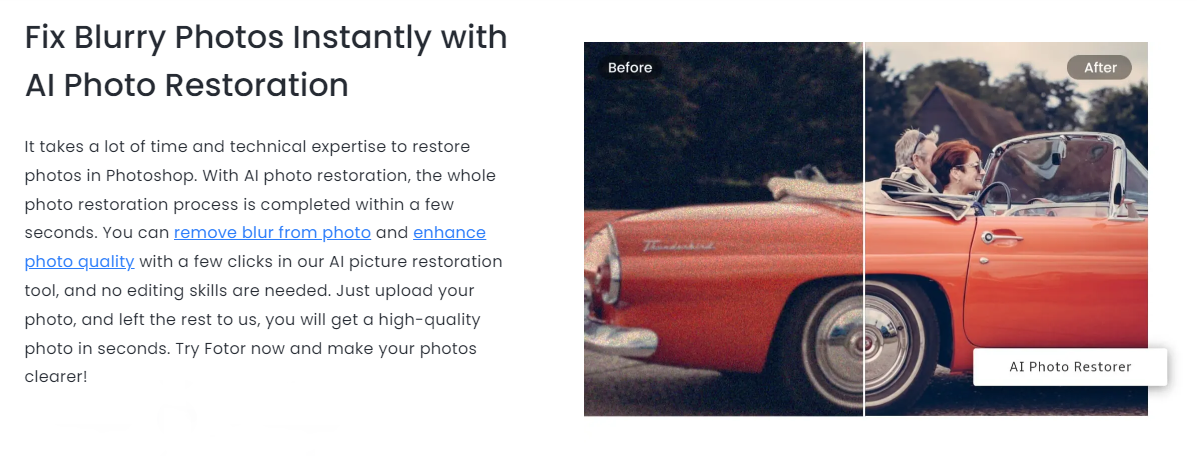 Fix Blurry Photos Instantly with
AI Photo Restoration
It takes a lot of time and technical expertise to restore
photos in Photoshop. With AI photo restoration, the whole
photo restoration process is completed within a few
seconds. You can remove blur from photo and enhance
photo quality with a few clicks in our AI picture restoration
tool, and no editing skills are needed. Just upload your
photo, and left the rest to us, you will get a high-quality
photo in seconds. Try Fotor now and make your photos
clearer!
Before
After
Thunderbird
AI Photo Restorer